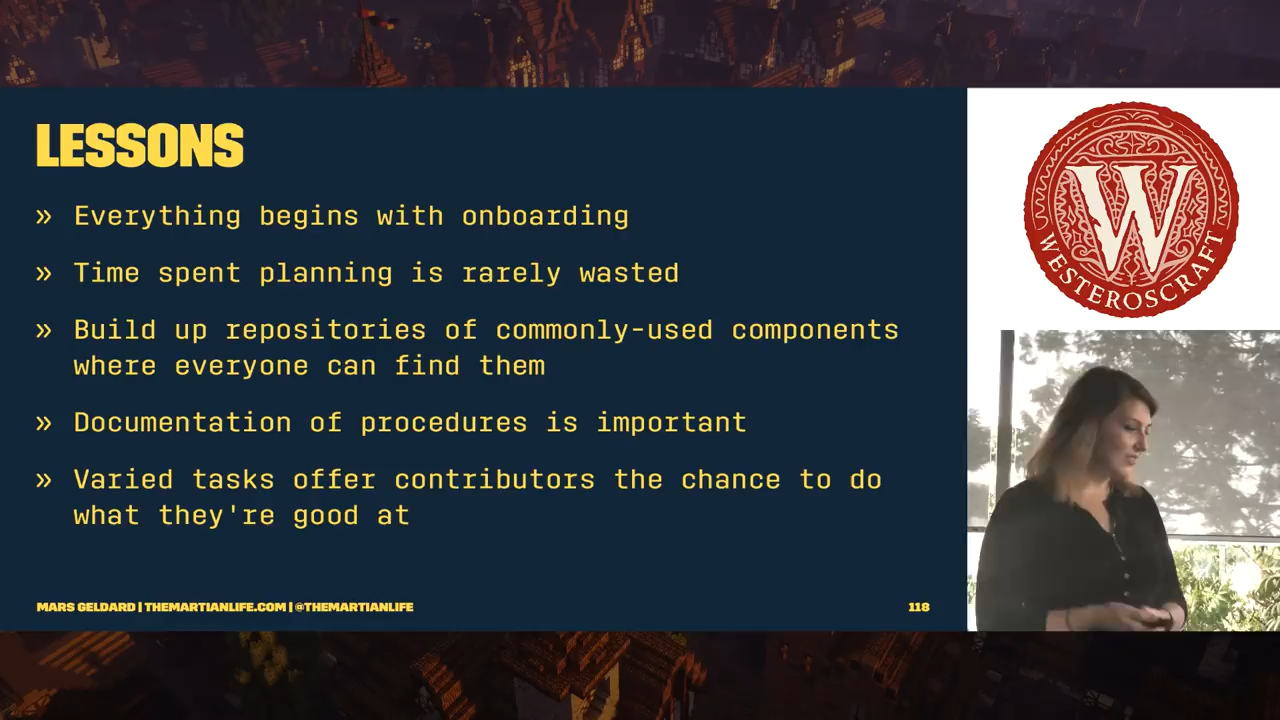 LESSONS
» Everything begins with onboarding
» Time spent planning is rarely wasted
» Build up repositories of commonly-used components
where everyone can find them
» Documentation of procedures is important
» Varied tasks offer contributors the chance to do
what they're good at
MARS GELDARD | THEMARTIANLIFE.COM | @THEMARTIANLIFE
118
W
WESTEROSCRAFT